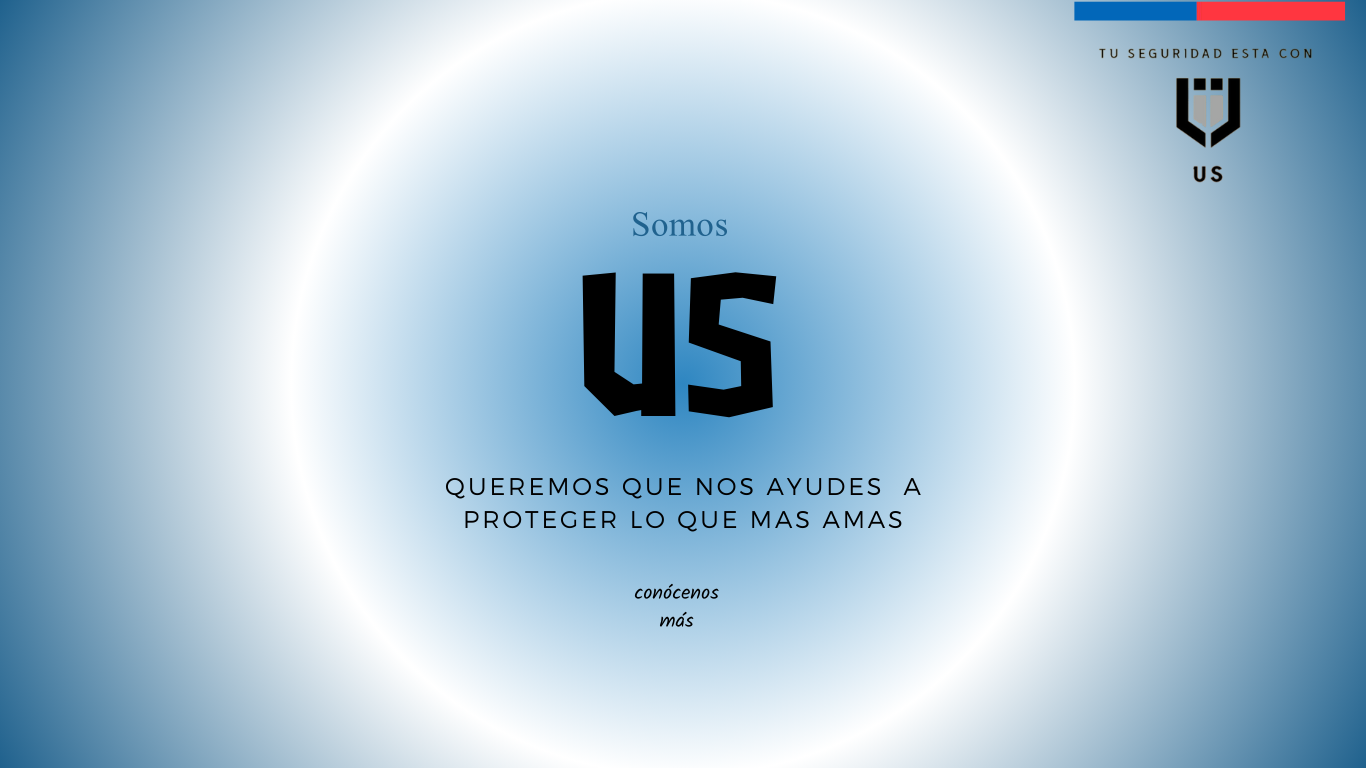 TU SEGURIDAD ESTA CON
US
Somos
US
QUEREMOS QUE NOS AYUDES A
PROTEGER LO QUE MAS AMAS
conócenos
más